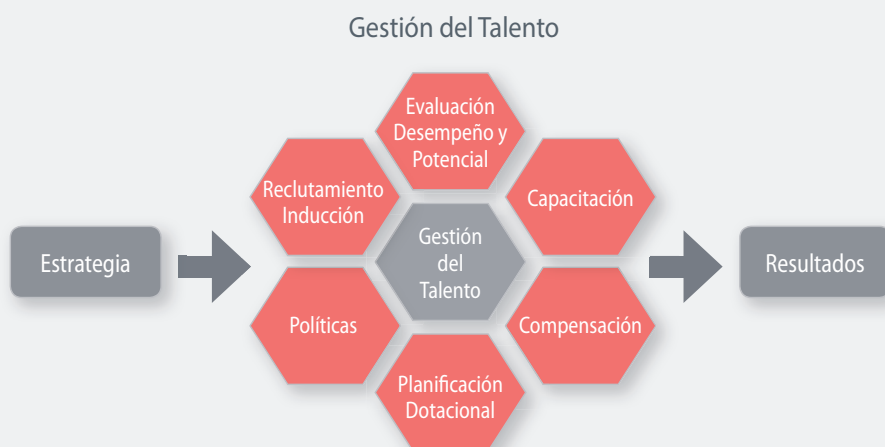 Gestión del Talento
Evaluación
Desempeño y
Potencial
Reclutamiento
Inducción
Capacitación
Gestión
del
Talento
Estrategia
Resultados
Políticas
Compensación
Planificación
Dotacional